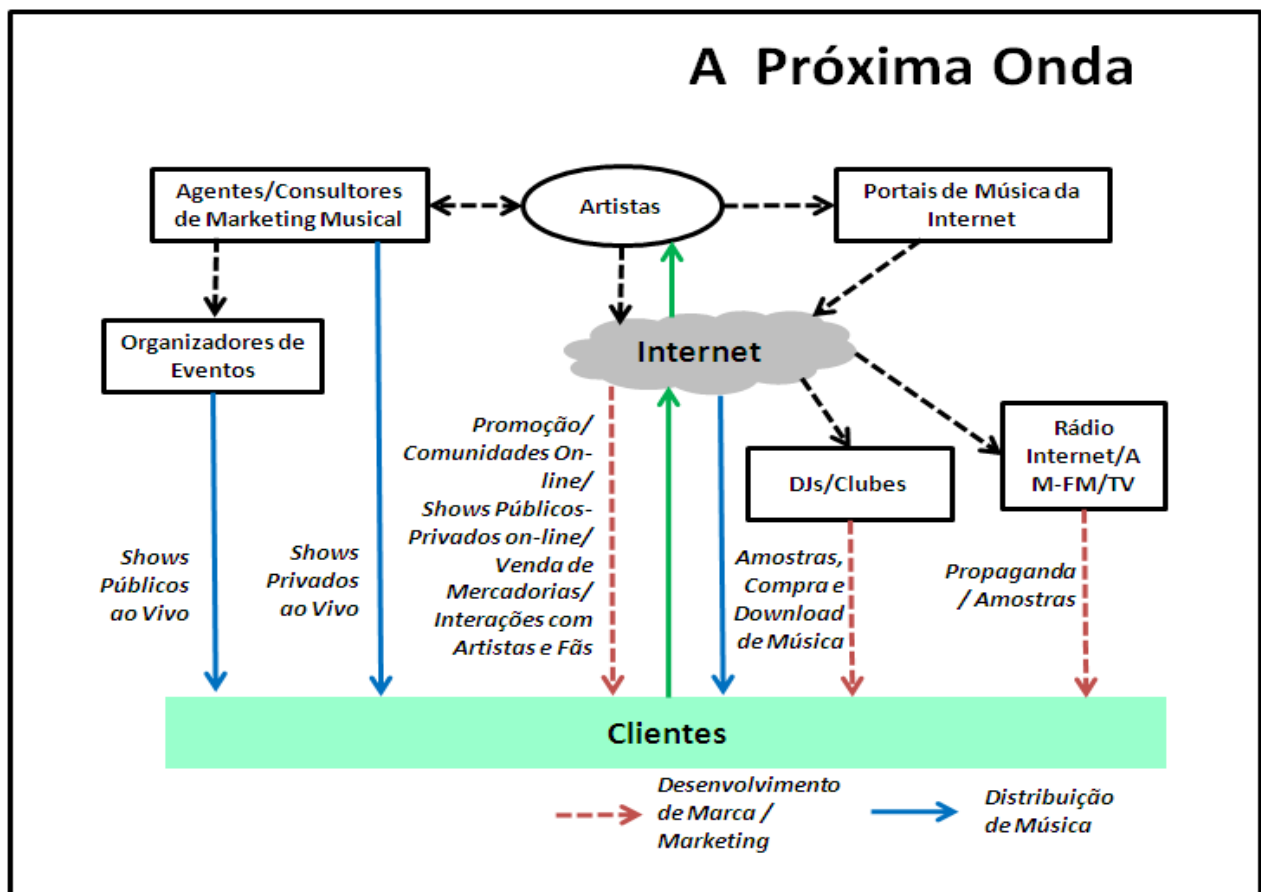 A Próxima Onda
Agentes/Consultores
de Marketing Musical
Artistas
Portais de Música da
Internet
Organizadores de
Eventos
Internet
Promoção/
Comunidades On-
line/
Shows Públicos-
Privados on-line/
Venda de
Mercadorias/
Interações com
Artistas e Fãs
DJs/Clubes
Rádio
Internet/A
M-FM/TV
Shows
Públicos
ao Vivo
Shows
Privados
ao Vivo
Amostras,
Compra e
Download
de Música
Propaganda
/ Amostras
Clientes
Desenvolvimento
de Marca /
Marketing
Distribuição
de Música